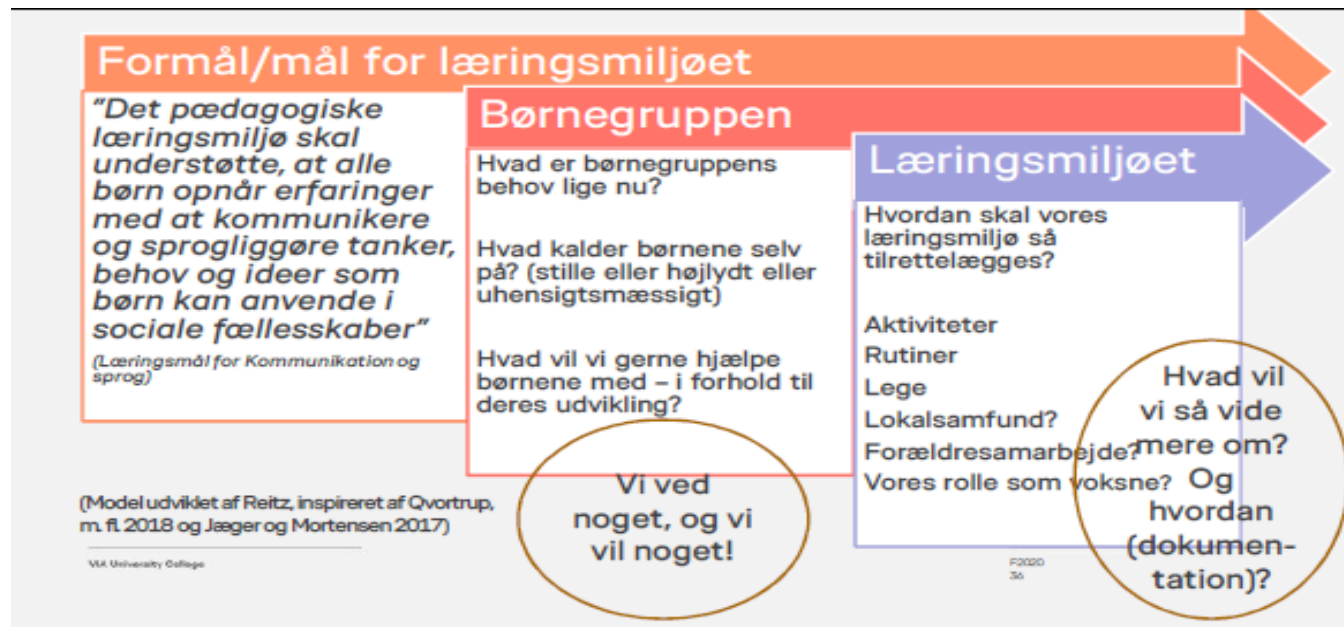 Formål/mål for læringsmiljøet
"Det pædagogiske
læringsmiljø skal
understøtte, at alle
børn opnår erfaringer
med at kommunikere
og sprogliggøre tanker,
behov og ideer som
børn kan anvende i
sociale fællesskaber"
(Læringsmål for Kommunikation og
sprog)
Børnegruppen
Hvad er børnegruppens
behov lige nu?
Hvad kalder børnene selv
på? (stille eller højlydt eller
uhensigtsmæssigt)
Hvad vil vi gerne hjælpe
børnene med – i forhold til
deres udvikling?
Vi ved
noget, og vi
vil noget!
Læringsmiljøet
Hvordan skal vores
læringsmiljø så
tilrettelægges?
Aktiviteter
Rutiner
Lege
Lokalsamfund?
Forældresamarbejde?
Vores rolle som voksne?
Hvad vil
vi så vide
mere om?
Og
hvordan
(dokumen-
tation)?
(Model udviklet af Reitz, inspireret af Qvortrup,
m. fl. 2018 og Jæger og Mortensen 2017)
VIA University College
F2020
36